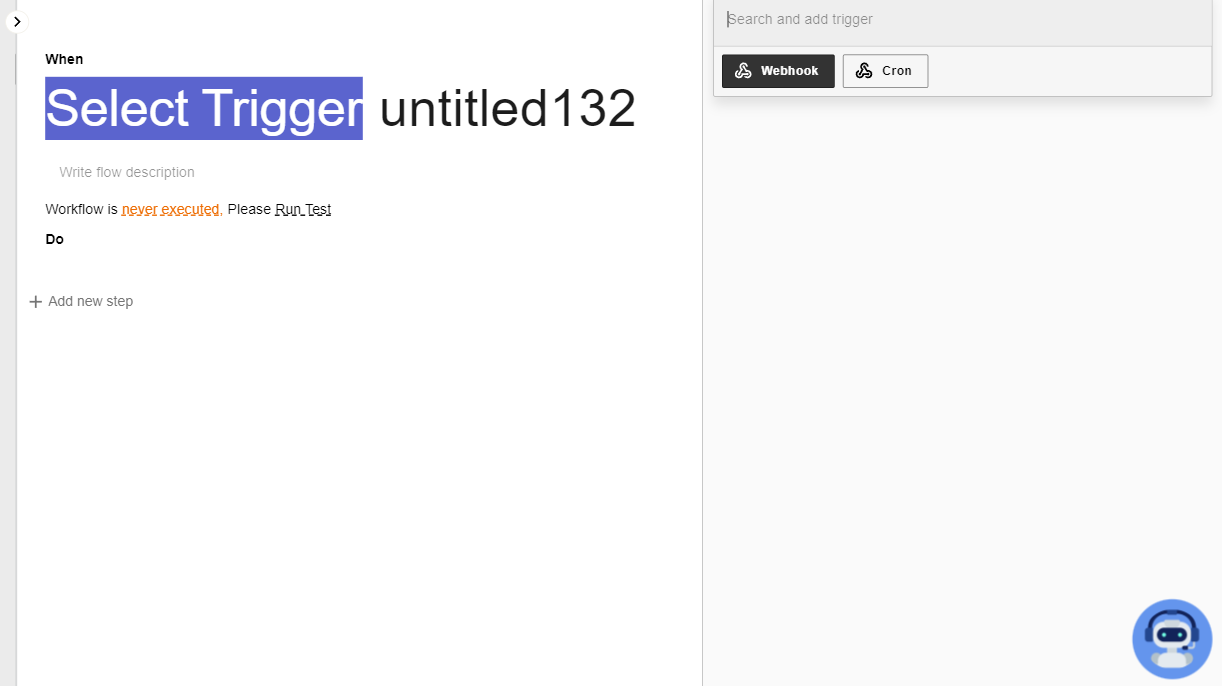 When
Select Trigger untitled132
Write flow description
Workflow is never executed, Please Run Test
Do
Add new step
Search and add trigger
Webhook Cron